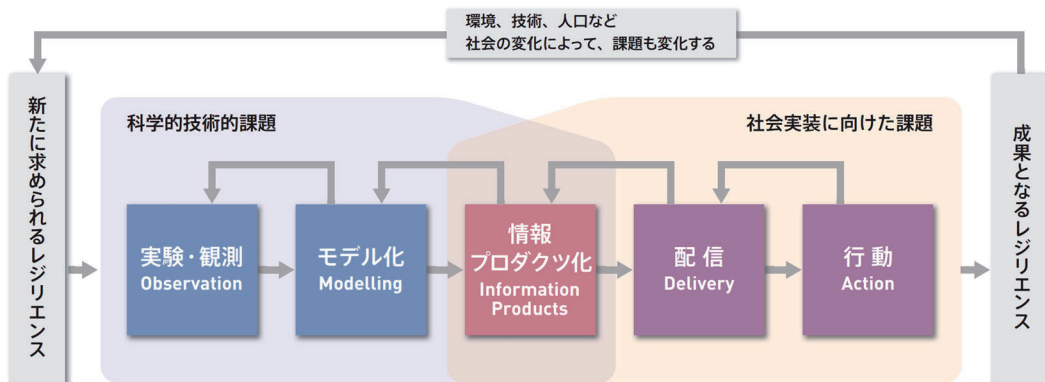 環境、技術、人口など
社会の変化によって、課題も変化する
新たに求められるレジリエンス
科学的技術的課題
社会実装に向けた課題
実験・観測
Observation
モデル化
Modelling
情報
プロダクツ化
Information
Products
配信
Delivery
行動
Action
成果となるレジリエンス